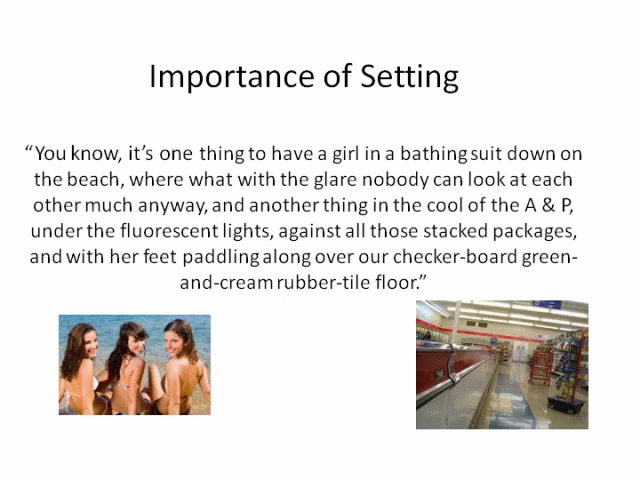 Importance of Setting
“You know, it’s one thing to have a girl in a bathing suit down on
the beach, where what with the glare nobody can look at each
other much anyway, and another thing in the cool of the A & P,
under the fluorescent lights, against all those stacked packages,
and with her feet paddling along over our checker-board green-
and-cream rubber-tile floor.”